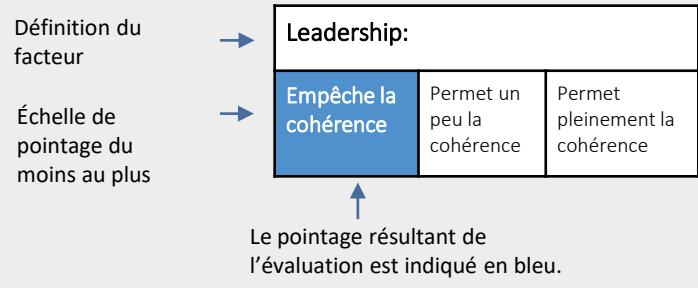 Définition du
facteur
Leadership:
Échelle de
pointage du
moins au plus
Empêche la
cohérence
Permet un
peu la
cohérence
Permet
pleinement la
cohérence
Le pointage résultant de
l’évaluation est indiqué en bleu.